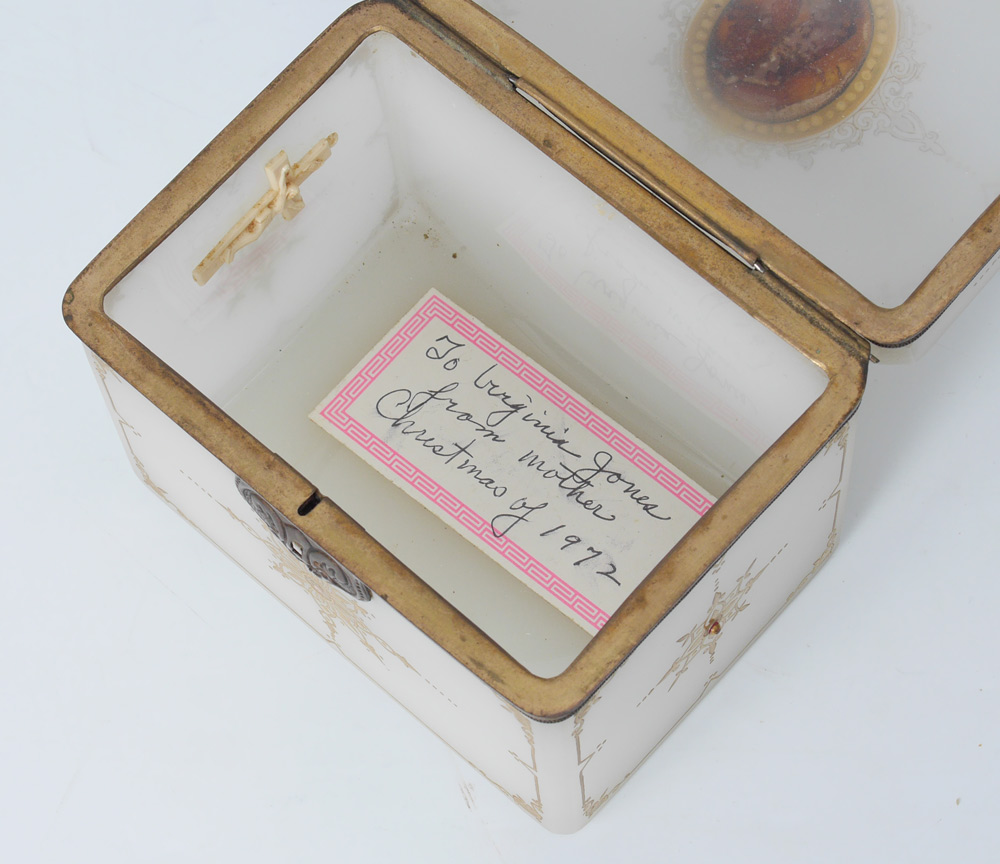 To Virginia Jones
from mother
Christmas of 1972